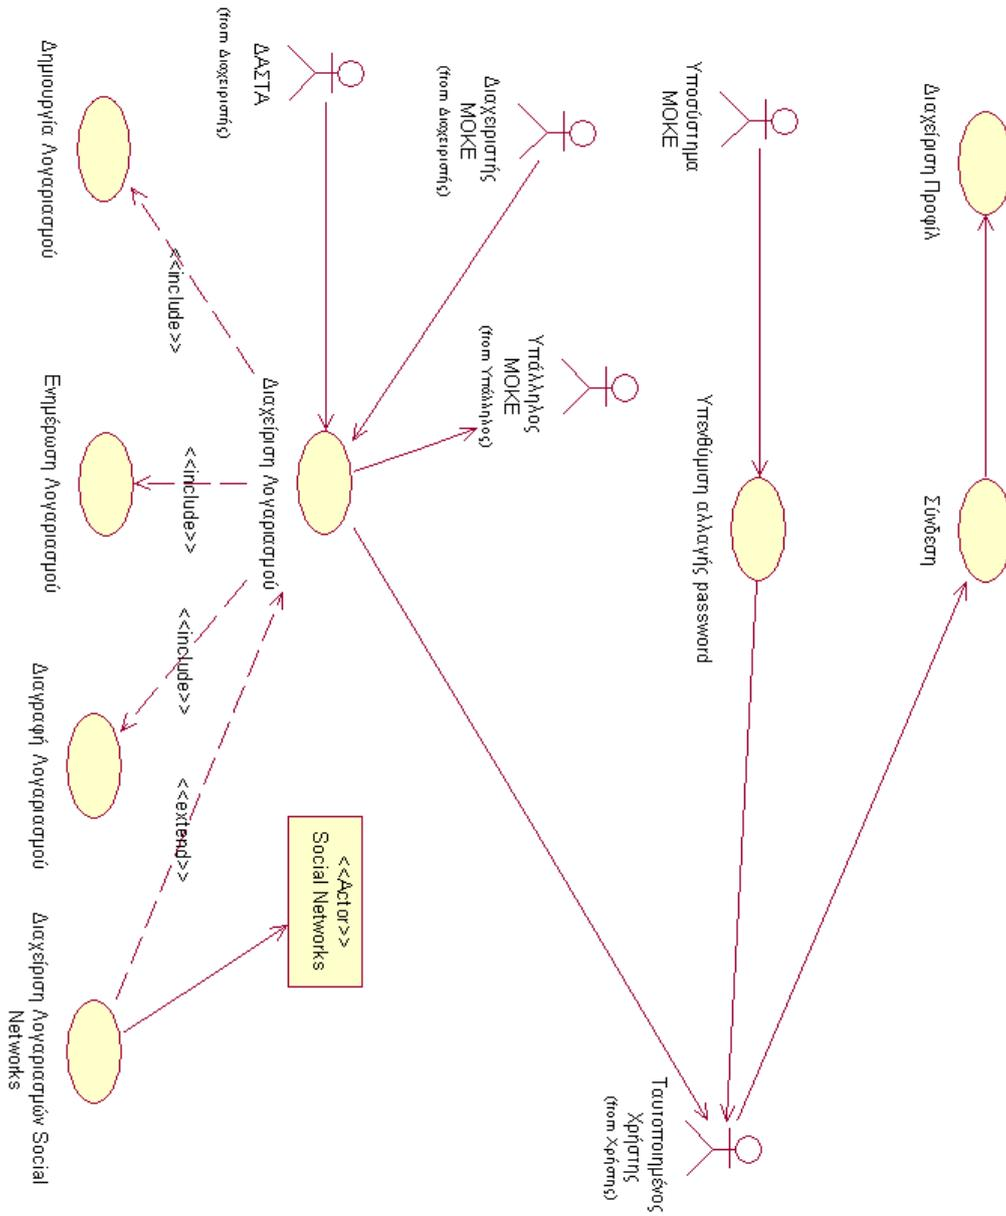 Διαχείριση Προφίλ
Σύνδεση
Υποσύστημα
ΜΟΚΕ
Υπενθύμιση αλλαγής password
Ταυτοποιημένος
Χρήστης
(from Χρήστης)
Διαχειριστής
ΜΟΚΕ
(from Διαχειριστής)
Υπάλληλος
ΜΟΚΕ
(from Υπάλληλος)
ΔΑΣΤΑ
(from Διαχειριστής)
Διαχείριση Λογαριασμού
<<Actor>>
Social Networks
<<include>>
<<include>>
<<include>>
<<extend>>
Δημιουργία Λογαριασμού
Ενημέρωση Λογαριασμού
Διαγραφή Λογαριασμού
Διαχείριση Λογαριασμών Social
Networks